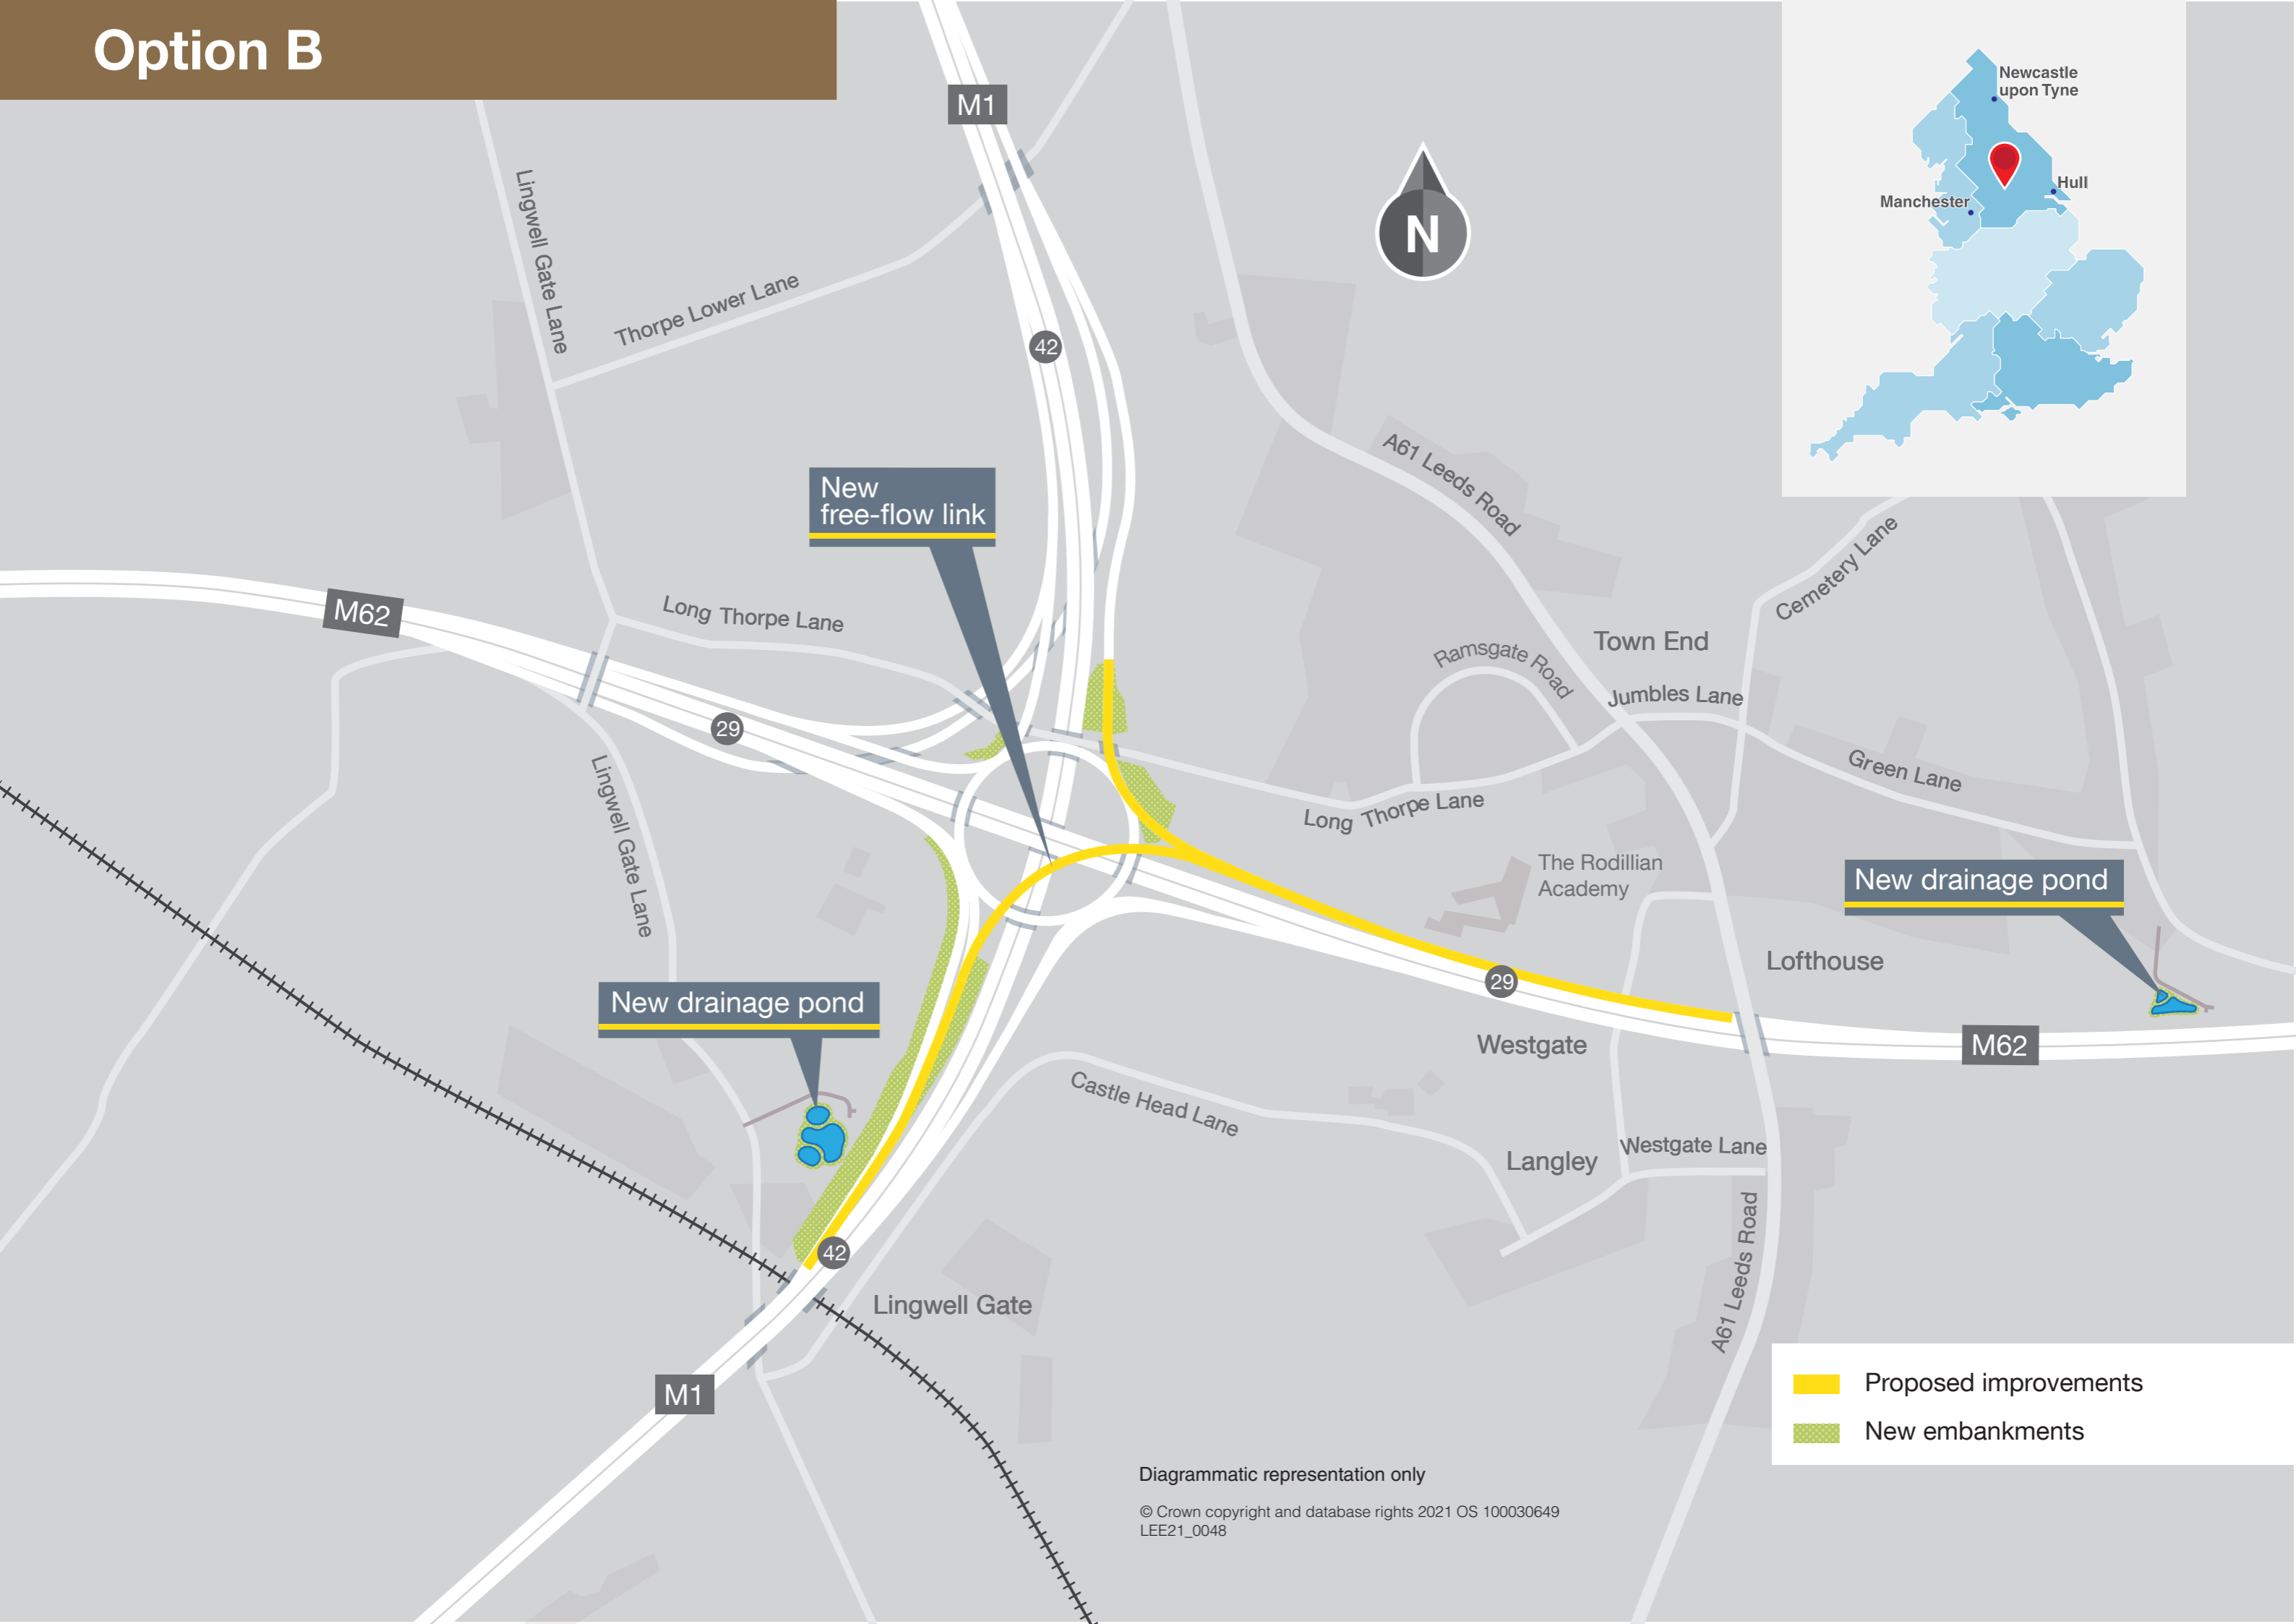 Option B
M1
Newcastle
upon Tyne
Hull
Manchester
N
Lingwell Gate Lane
Thorpe Lower Lane
42
A61 Leeds Road
New
free-flow link
Cemetery Lane
M62
Long Thorpe Lane
Town End
Ramsgate Road
Jumbles Lane
29
Green Lane
Lingwell Gate Lane
Long Thorpe Lane
The Rodillian
Academy
New drainage pond
Lofthouse
29
New drainage pond
Westgate
M62
Castle Head Lane
Westgate Lane
Langley
A61 Leeds Road
42
Lingwell Gate
M1
Proposed improvements
New embankments
Diagrammatic representation only
© Crown copyright and database rights 2021 OS 100030649
LEE21_0048